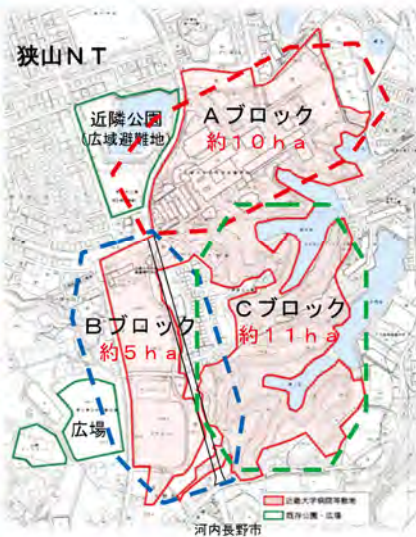 狭山NT
近隣公園
(広域避難地)
Aブロック
約10ha
Bブロック
約5ha
Cブロック
約11ha
広場
近畿大学病院等敷地
既存公園・広場
河内長野市